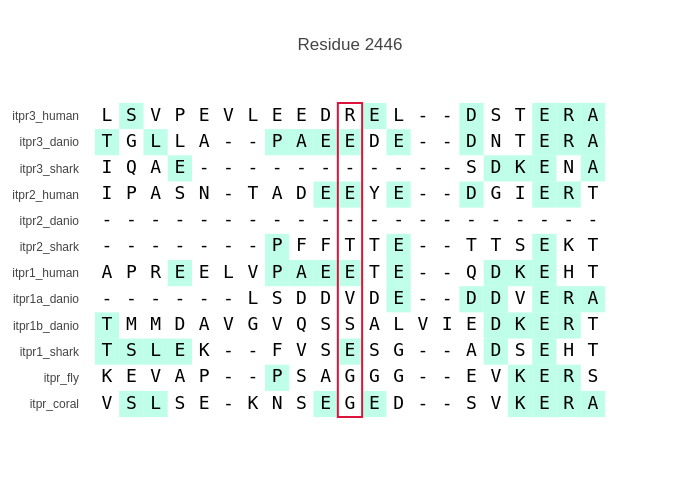 Residue 2446
itpr3_human L S V P E V L E E D R E L - - D S T E R A
itpr3_danio T G L L A - - P A E E D E - - D N T E R A
itpr3_shark I Q A E - - - - - - - - - - - S D K E N A
itpr2_human I P A S N - T A D E E Y E - - D G I E R T
itpr2_danio - - - - - - - - - - - - - - - - - - - - -
itpr2_shark - - - - - - - P F F T T E - - T T S E K T
itpr1_human A P R E E L V P A E E T E - - Q D K E H T
itpr1a_danio - - - - - - L S D D V D E - - D D V E R A
itpr1b_danio T M M D A V G V Q S S A L V I E D K E R T
itpr1_shark T S L E K - - F V S E S G - - A D S E H T
itpr_fly K E V A P - - P S A G G G - - E V K E R S
itpr_coral V S L S E - K N S E G E D - - S V K E R A